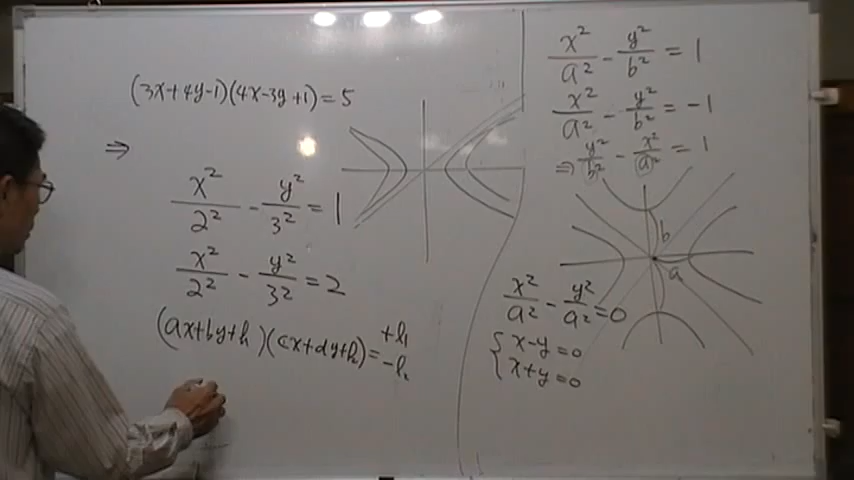 (3x+4y-1)(4x-3y+1)=5
⇒
x²/2² - y²/3² = 1
x²/2² - y²/3² = 2
(ax+by+h)(cx+dy+h₂)= +l₁
-l₂
x²/a² - y²/b² = 1
x²/a² - y²/b² = -1
⇒ y²/b² - x²/a² = 1
b
a
x²/a² - y²/a² = 0
{ x-y=0
x+y=0